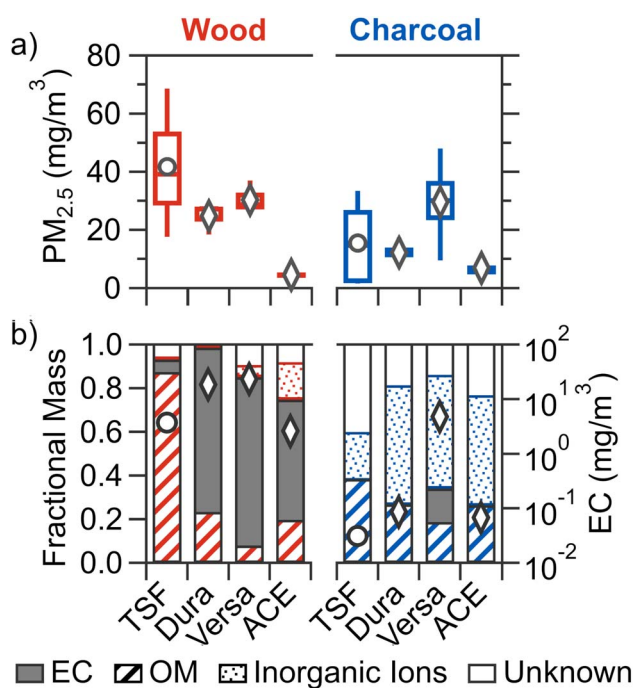 Wood Charcoal
a)
80
60
40
20
0
PM2.5 (mg/m3)
b)
1.0
0.8
0.6
0.4
0.2
0.0
Fractional Mass
10^2
10^1
10^0
10^-1
10^-2
EC (mg/m3)
TSF Dura Versa ACE TSF Dura Versa ACE
EC OM Inorganic Ions Unknown